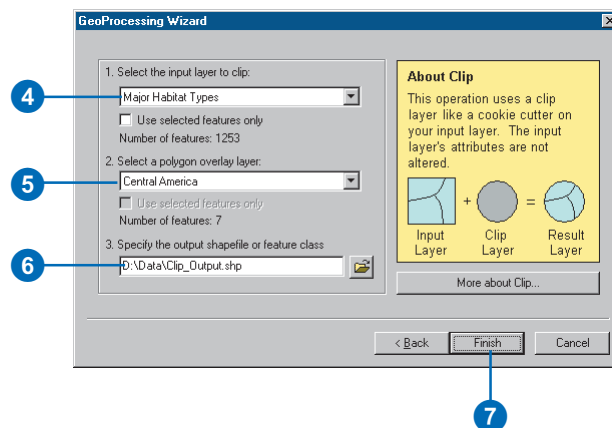 GeoProcessing Wizard
1. Select the input layer to clip:
4
Major Habitat Types
Use selected features only
Number of features: 1253
2. Select a polygon overlay layer:
5
Central America
Use selected features only
Number of features: 7
3. Specify the output shapefile or feature class
6
D:\Data\Clip_Output.shp
About Clip
This operation uses a clip
layer like a cookie cutter on
your input layer. The input
layer's attributes are not
altered.
+ =
Input Layer
Clip Layer
Result Layer
More about Clip...
< Back
Finish
Cancel
7